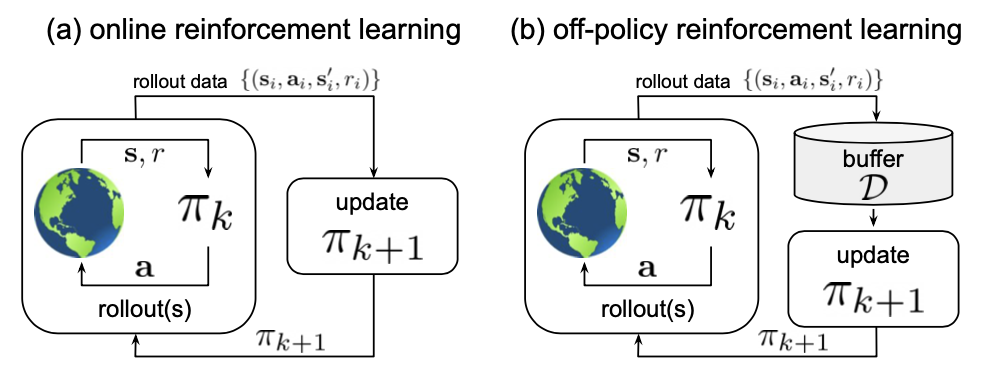 (a) online reinforcement learning
rollout data {(𝐬ᵢ, 𝐚ᵢ, 𝐬′ᵢ, rᵢ)}
𝐬, r
πₖ
𝐚
rollout(s)
update
πₖ₊₁
πₖ₊₁
(b) off-policy reinforcement learning
rollout data {(𝐬ᵢ, 𝐚ᵢ, 𝐬′ᵢ, rᵢ)}
𝐬, r
πₖ
𝐚
rollout(s)
buffer
𝒟
update
πₖ₊₁
πₖ₊₁